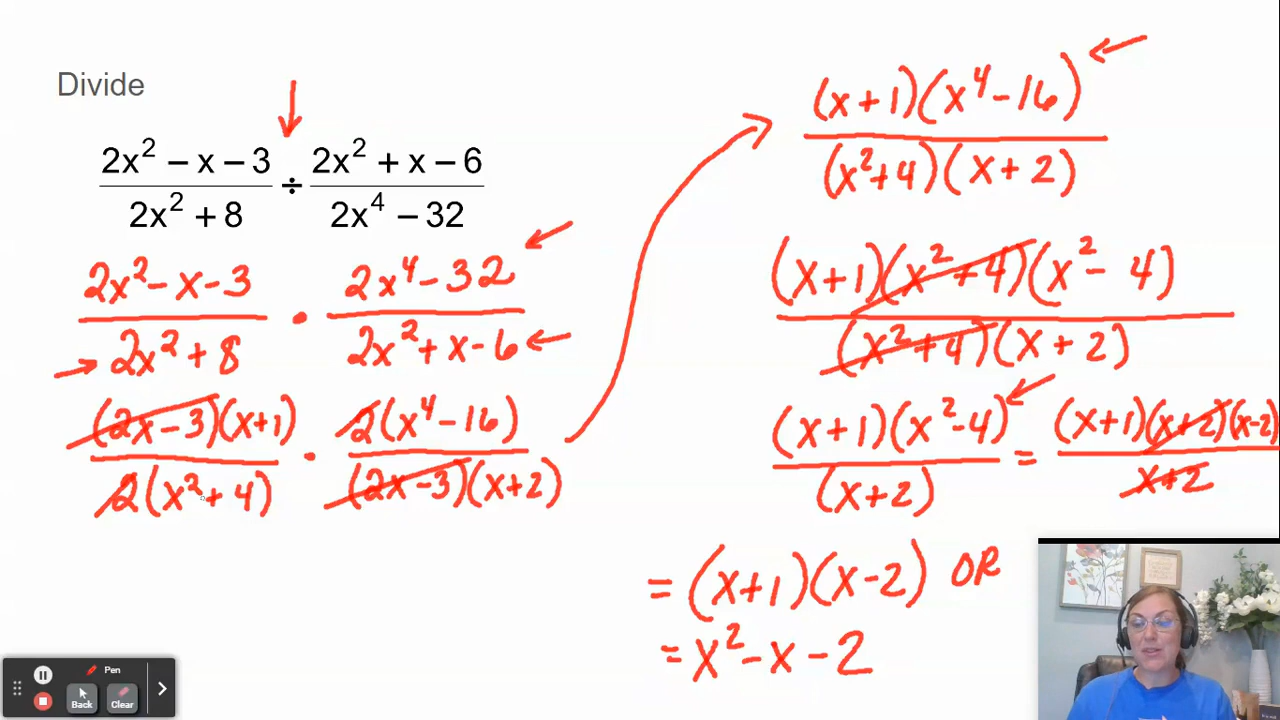 Divide
2x² − x − 3 / 2x² + 8 ÷ 2x² + x − 6 / 2x⁴ − 32
2x² − x − 3 / 2x² + 8 • 2x⁴ − 32 / 2x² + x − 6
(2x − 3)(x + 1) / 2(x² + 4) • 2(x⁴ − 16) / (2x − 3)(x + 2)
(x + 1)(x⁴ − 16) / (x² + 4)(x + 2)
(x + 1)(x² + 4)(x² − 4) / (x² + 4)(x + 2)
(x + 1)(x² − 4) / (x + 2) = (x + 1)(x + 2)(x − 2) / x + 2
= (x + 1)(x − 2) OR
= x² − x − 2
Pen
Back Clear